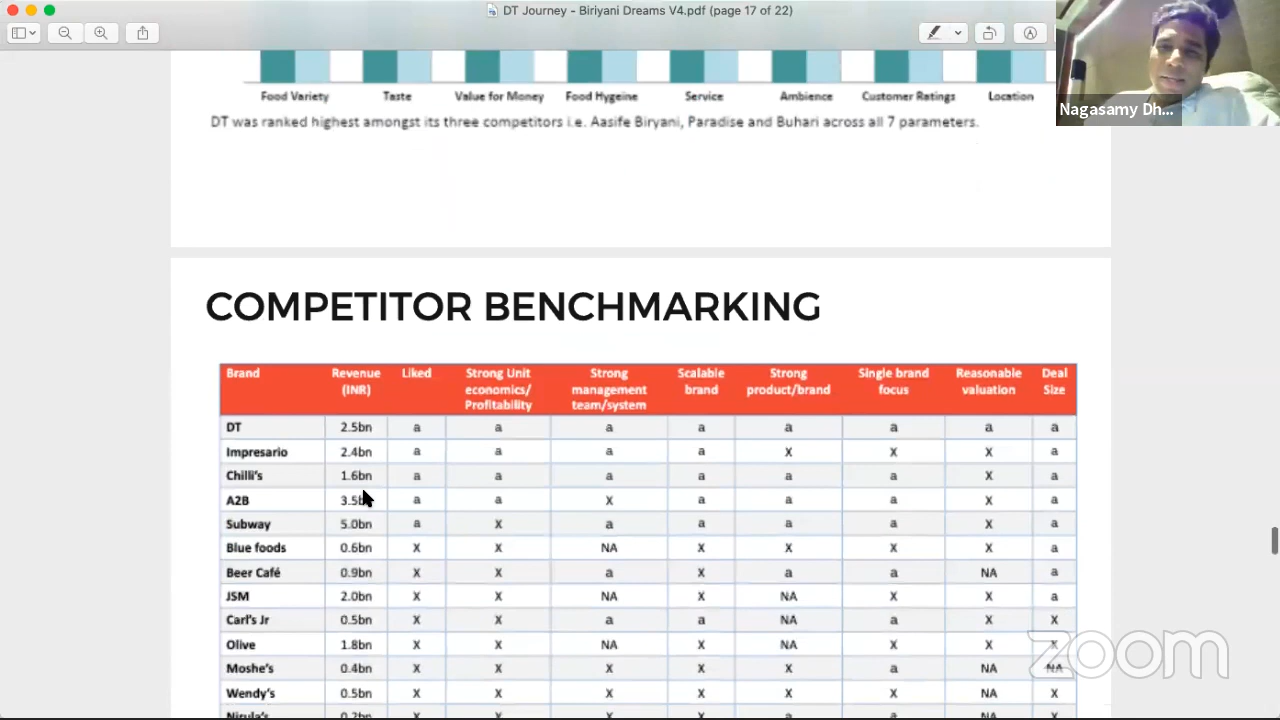 DT Journey - Biriyani Dreams V4.pdf (page 17 of 22)
Nagasamy Dh...
Food Variety Taste Value for Money Food Hygeine Service Ambience Customer Ratings Location
DT was ranked highest amongst its three competitors i.e. Aasife Biryani, Paradise and Buhari across all 7 parameters.
COMPETITOR BENCHMARKING
Brand Revenue (INR) Liked Strong Unit economics/ Profitability Strong management team/system Scalable brand Strong product/brand Single brand focus Reasonable valuation Deal Size
DT 2.5bn a a a a a a a a
Impresario 2.4bn a a a a X X X a
Chilli's 1.6bn a a a a a a X a
A2B 3.5bn a a X a a a X a
Subway 5.0bn a X a a a a X a
Blue foods 0.6bn X X NA X X X X a
Beer Café 0.9bn X X a X a a NA a
JSM 2.0bn X X NA X NA X X a
Carl's Jr 0.5bn X X a a NA a X X
Olive 1.8bn X X NA X NA X X X
Moshe's 0.4bn X X X X X a NA NA
Wendy's 0.5bn X X X X X X NA X
Nirula's 0.2bn X X X X a a X X
zoom